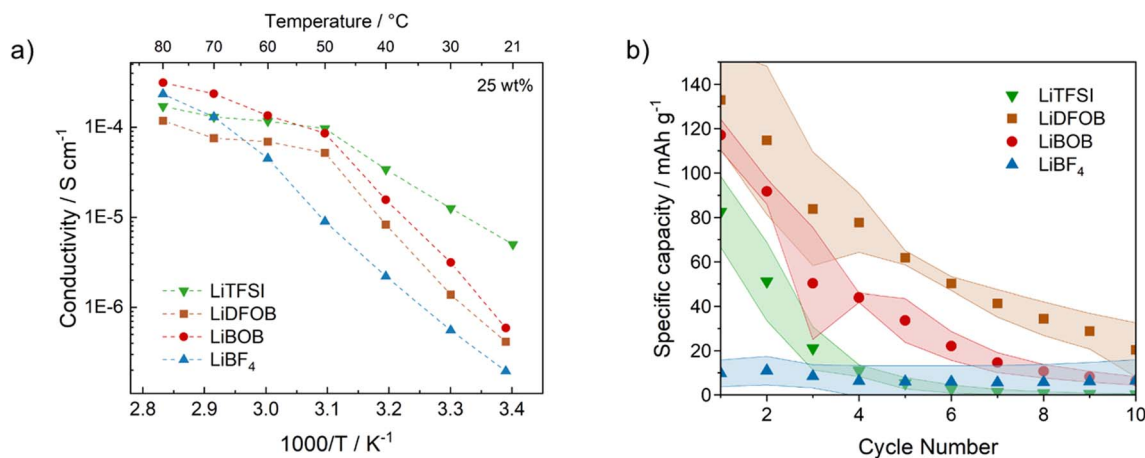 a)
Temperature / °C
80 70 60 50 40 30 21
25 wt%
1E-4
1E-5
1E-6
Conductivity / S cm⁻¹
LiTFSI
LiDFOB
LiBOB
LiBF₄
2.8 2.9 3.0 3.1 3.2 3.3 3.4
1000/T / K⁻¹
b)
140
120
100
80
60
40
20
0
Specific capacity / mAh g⁻¹
LiTFSI
LiDFOB
LiBOB
LiBF₄
2 4 6 8 10
Cycle Number